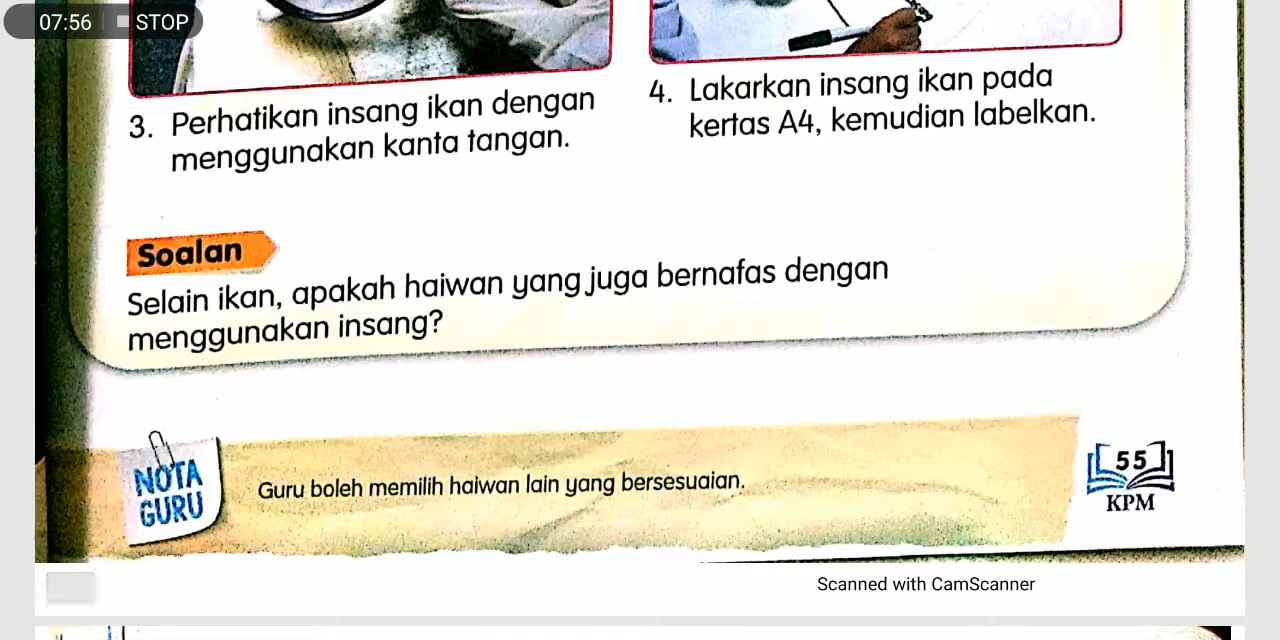 07:56 STOP
3. Perhatikan insang ikan dengan
menggunakan kanta tangan.
4. Lakarkan insang ikan pada
kertas A4, kemudian labelkan.
Soalan
Selain ikan, apakah haiwan yang juga bernafas dengan
menggunakan insang?
NOTA
GURU
Guru boleh memilih haiwan lain yang bersesuaian.
55
KPM
Scanned with CamScanner